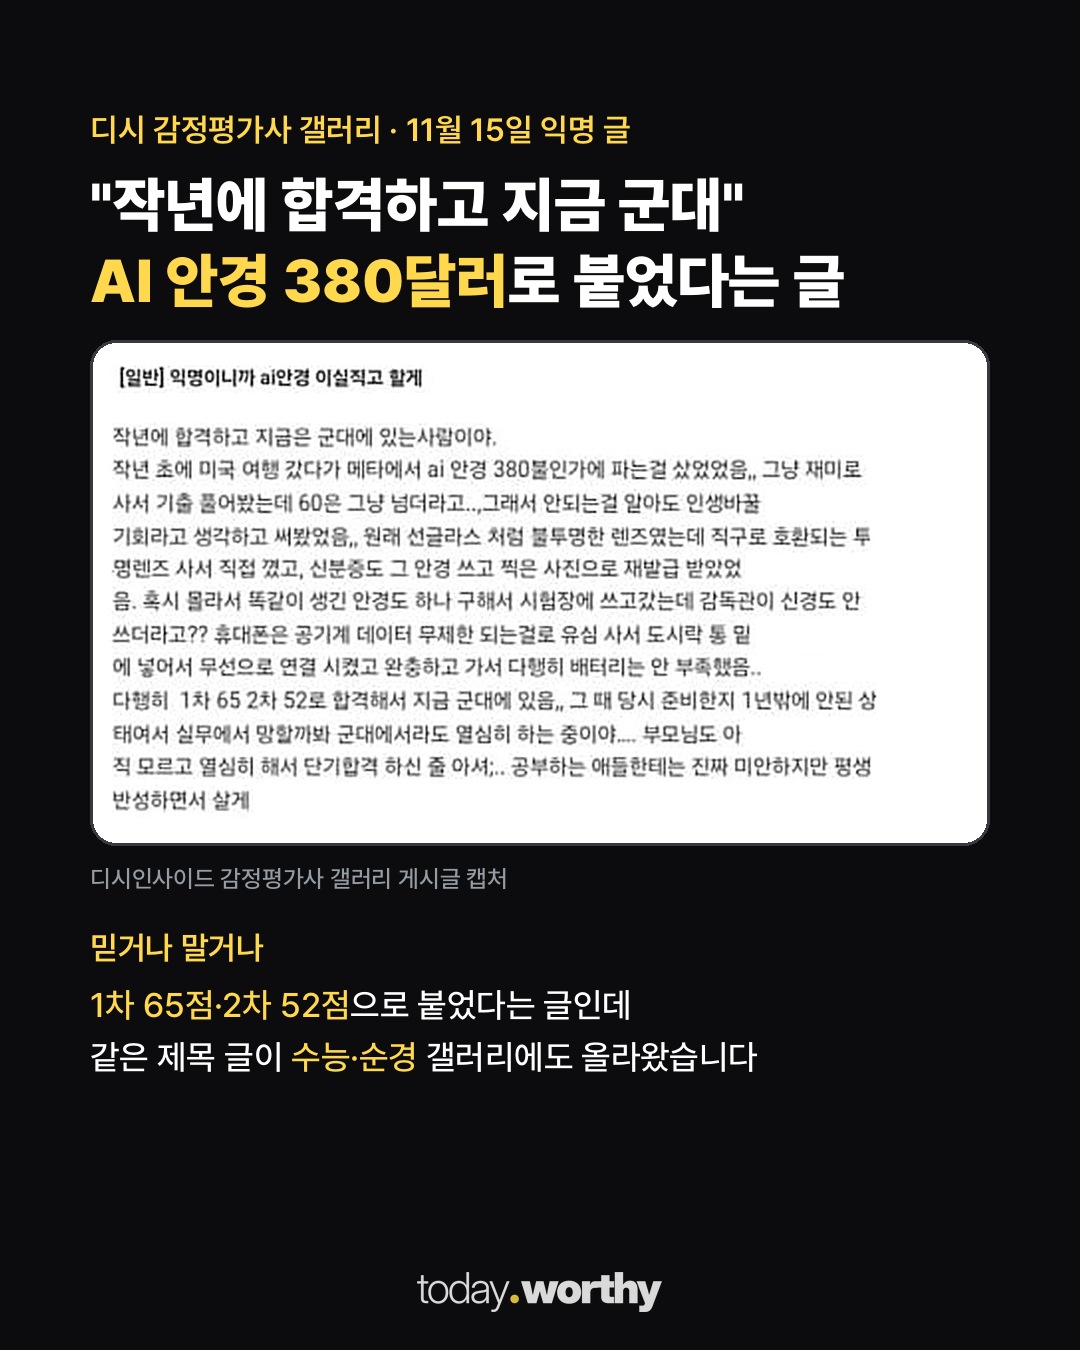 디시 감정평가사 갤러리 · 11월 15일 익명 글
"작년에 합격하고 지금 군대"
AI 안경 380달러로 붙었다는 글
[일반] 익명이니까 ai안경 이실직고 할게
작년에 합격하고 지금은 군대에 있는사람이야.
작년 초에 미국 여행 갔다가 메타에서 ai 안경 380불인가에 파는걸 샀었었음,, 그냥 재미로
사서 기출 풀어봤는데 60은 그냥 넘더라고..,그래서 안되는걸 알아도 인생바꿀
기회라고 생각하고 써봤었음,, 원래 선글라스 처럼 불투명한 렌즈였는데 직구로 호환되는 투
명렌즈 사서 직접 꼈고, 신분증도 그 안경 쓰고 찍은 사진으로 재발급 받았었
음. 혹시 몰라서 똑같이 생긴 안경도 하나 구해서 시험장에 쓰고갔는데 감독관이 신경도 안
쓰더라고?? 휴대폰은 공기계 데이터 무제한 되는걸로 유심 사서 도시락 통 밑
에 넣어서 무선으로 연결 시켰고 완충하고 가서 다행히 배터리는 안 부족했음..
다행히 1차 65 2차 52로 합격해서 지금 군대에 있음,, 그 때 당시 준비한지 1년밖에 안된 상
태여서 실무에서 망할까봐 군대에서라도 열심히 하는 중이야.... 부모님도 아
직 모르고 열심히 해서 단기합격 하신 줄 아셔;.. 공부하는 애들한테는 진짜 미안하지만 평생
반성하면서 살게
디시인사이드 감정평가사 갤러리 게시글 캡처
믿거나 말거나
1차 65점·2차 52점으로 붙었다는 글인데
같은 제목 글이 수능·순경 갤러리에도 올라왔습니다
today.worthy